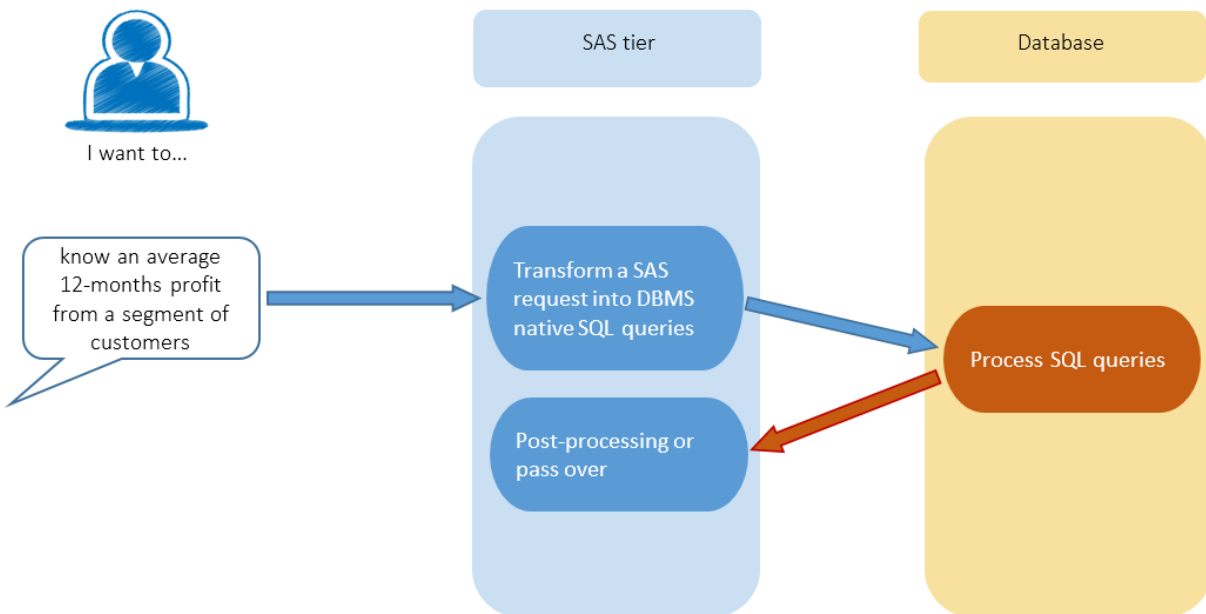 SAS tier
Database
I want to...
know an average
12-months profit
from a segment of
customers
Transform a SAS
request into DBMS
native SQL queries
Process SQL queries
Post-processing or
pass over